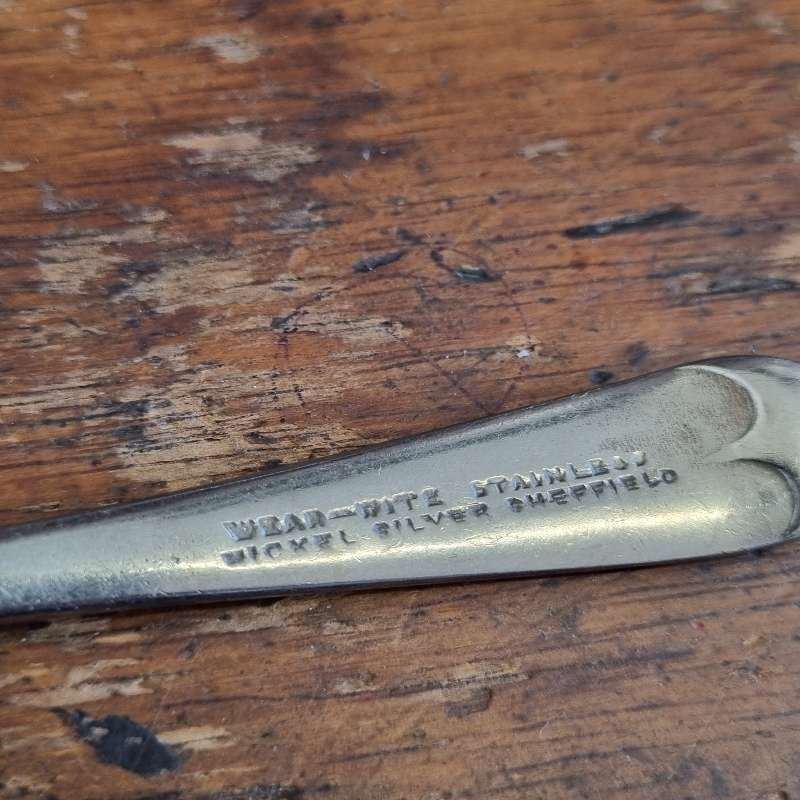 WEAR-RITE STAINLESS
NICKEL SILVER SHEFFIELD